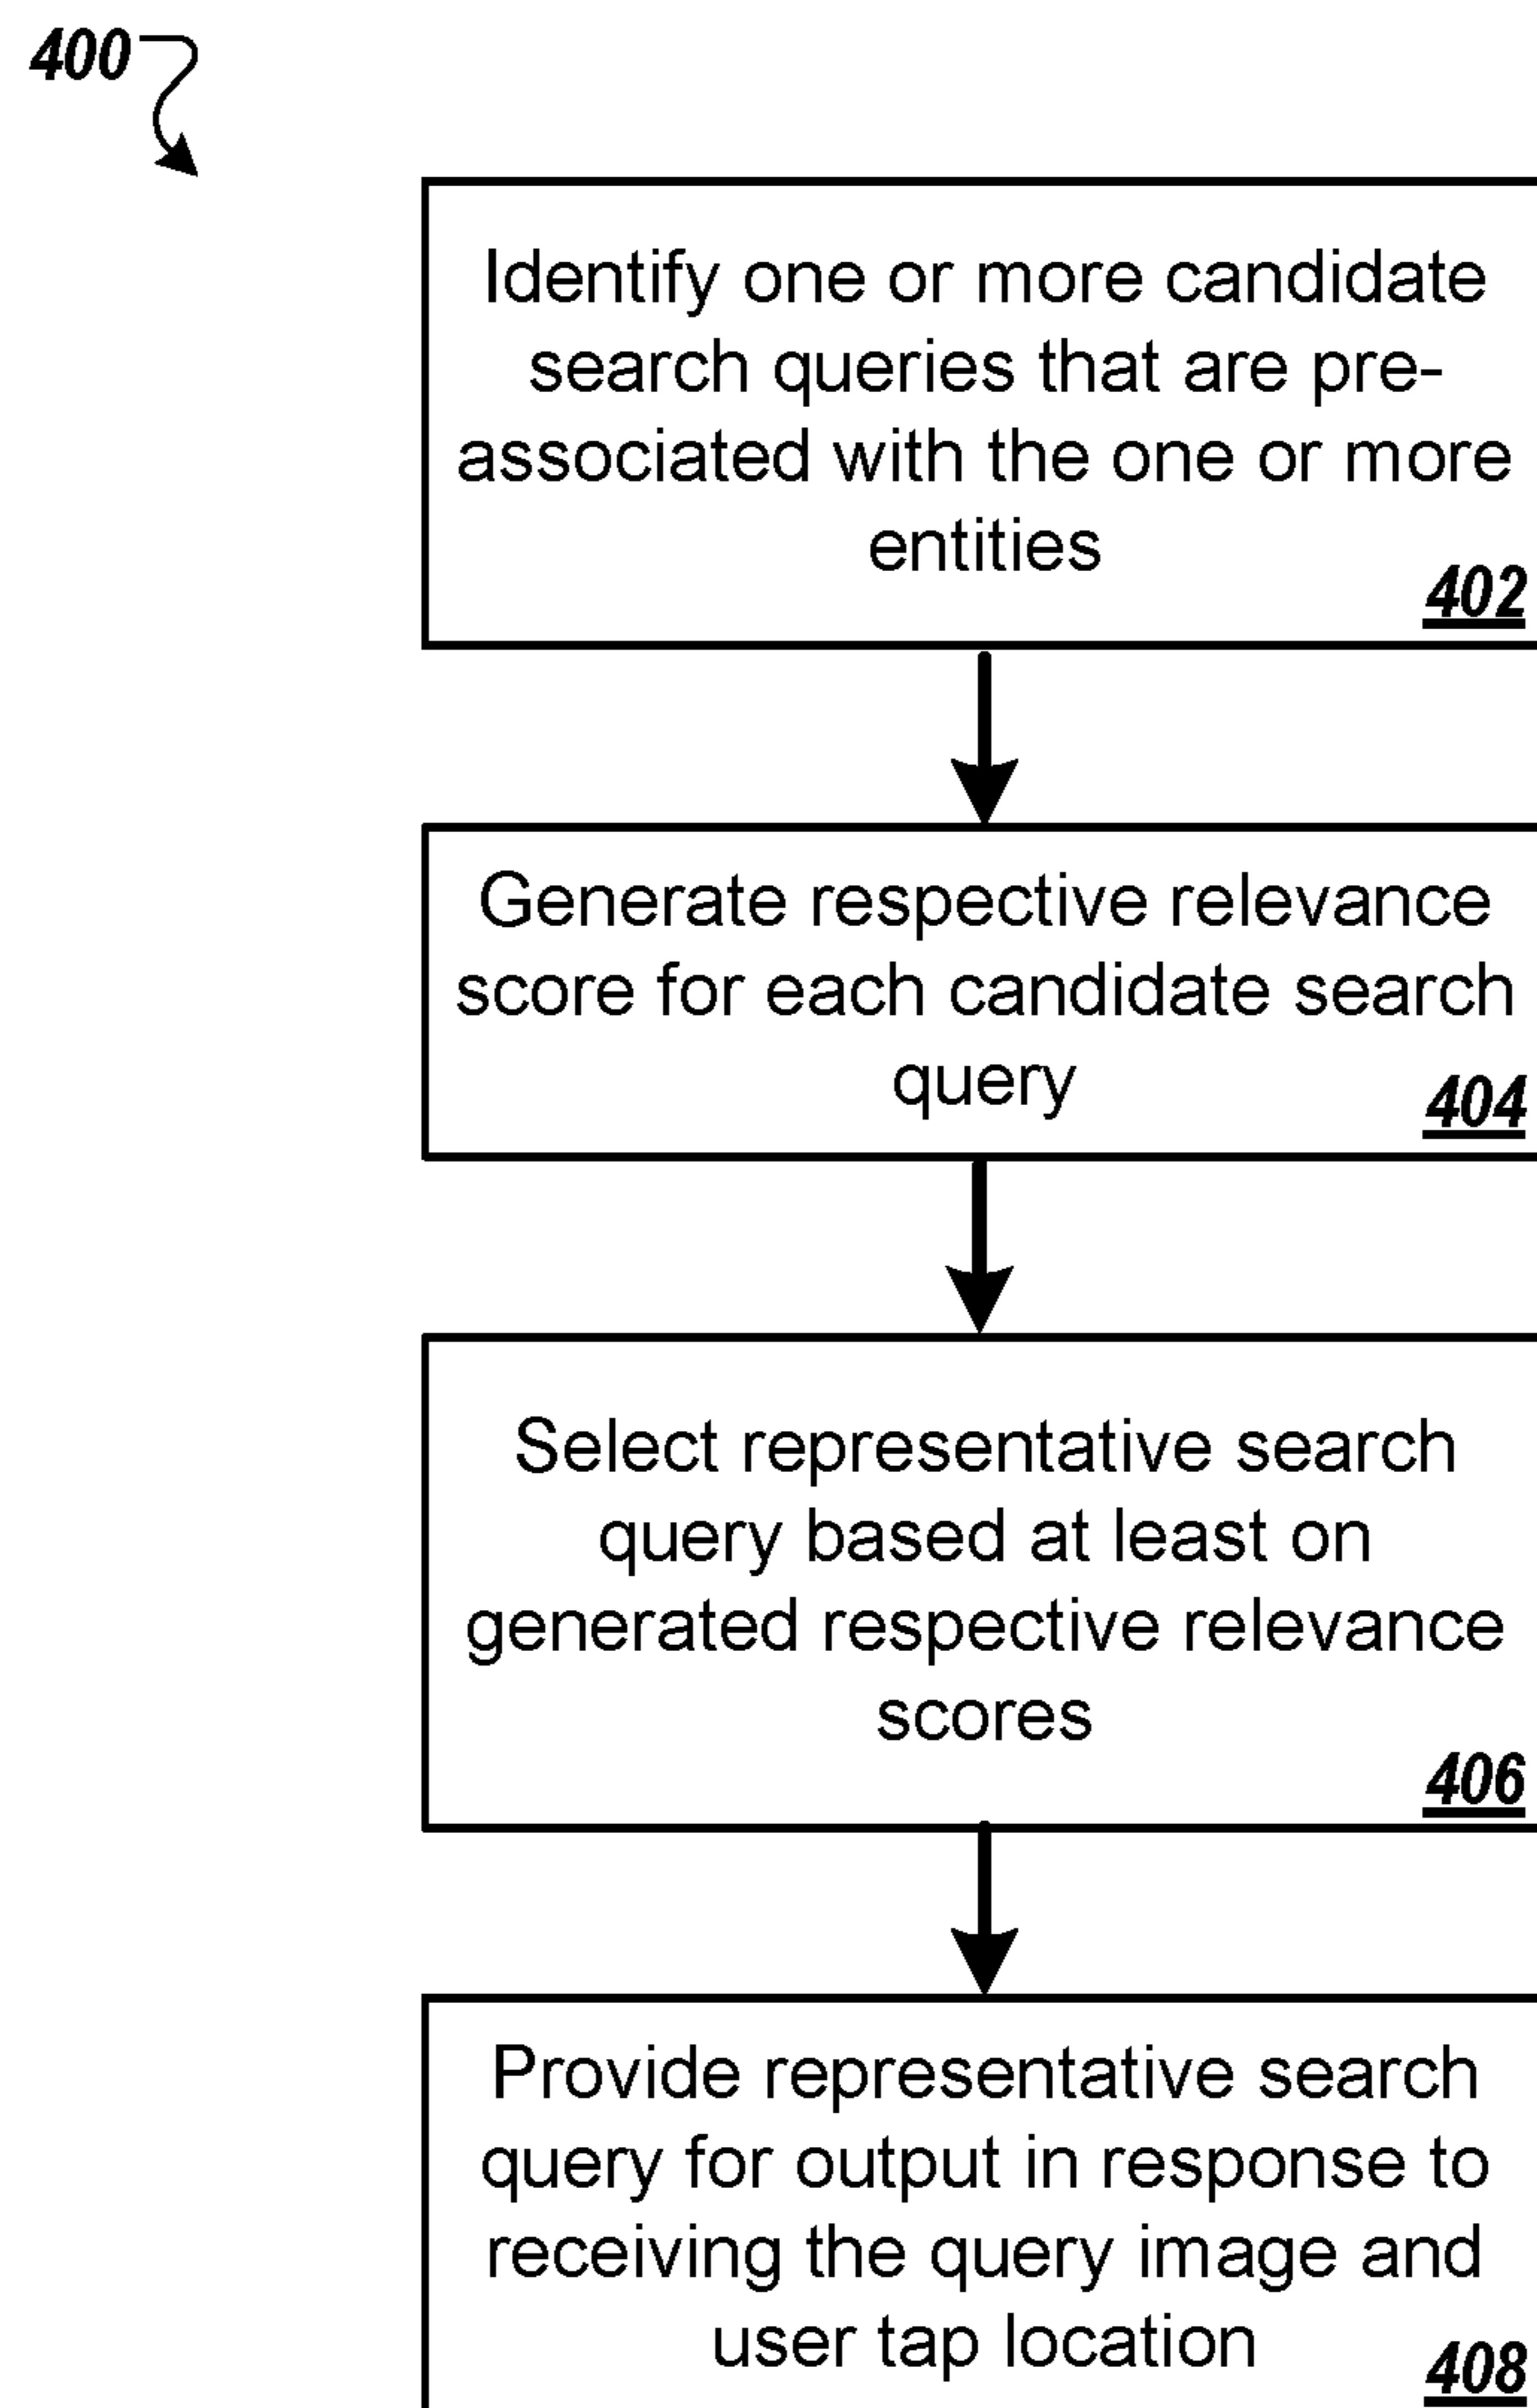 400
Identify one or more candidate
search queries that are pre-
associated with the one or more
entities
402
Generate respective relevance
score for each candidate search
query
404
Select representative search
query based at least on
generated respective relevance
scores
406
Provide representative search
query for output in response to
receiving the query image and
user tap location
408